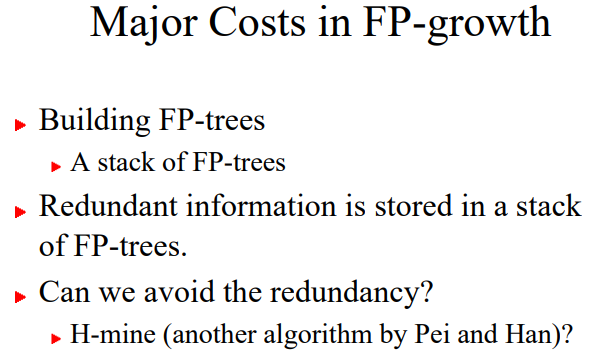 Major Costs in FP-growth
Building FP-trees
A stack of FP-trees
Redundant information is stored in a stack
of FP-trees.
Can we avoid the redundancy?
H-mine (another algorithm by Pei and Han)?